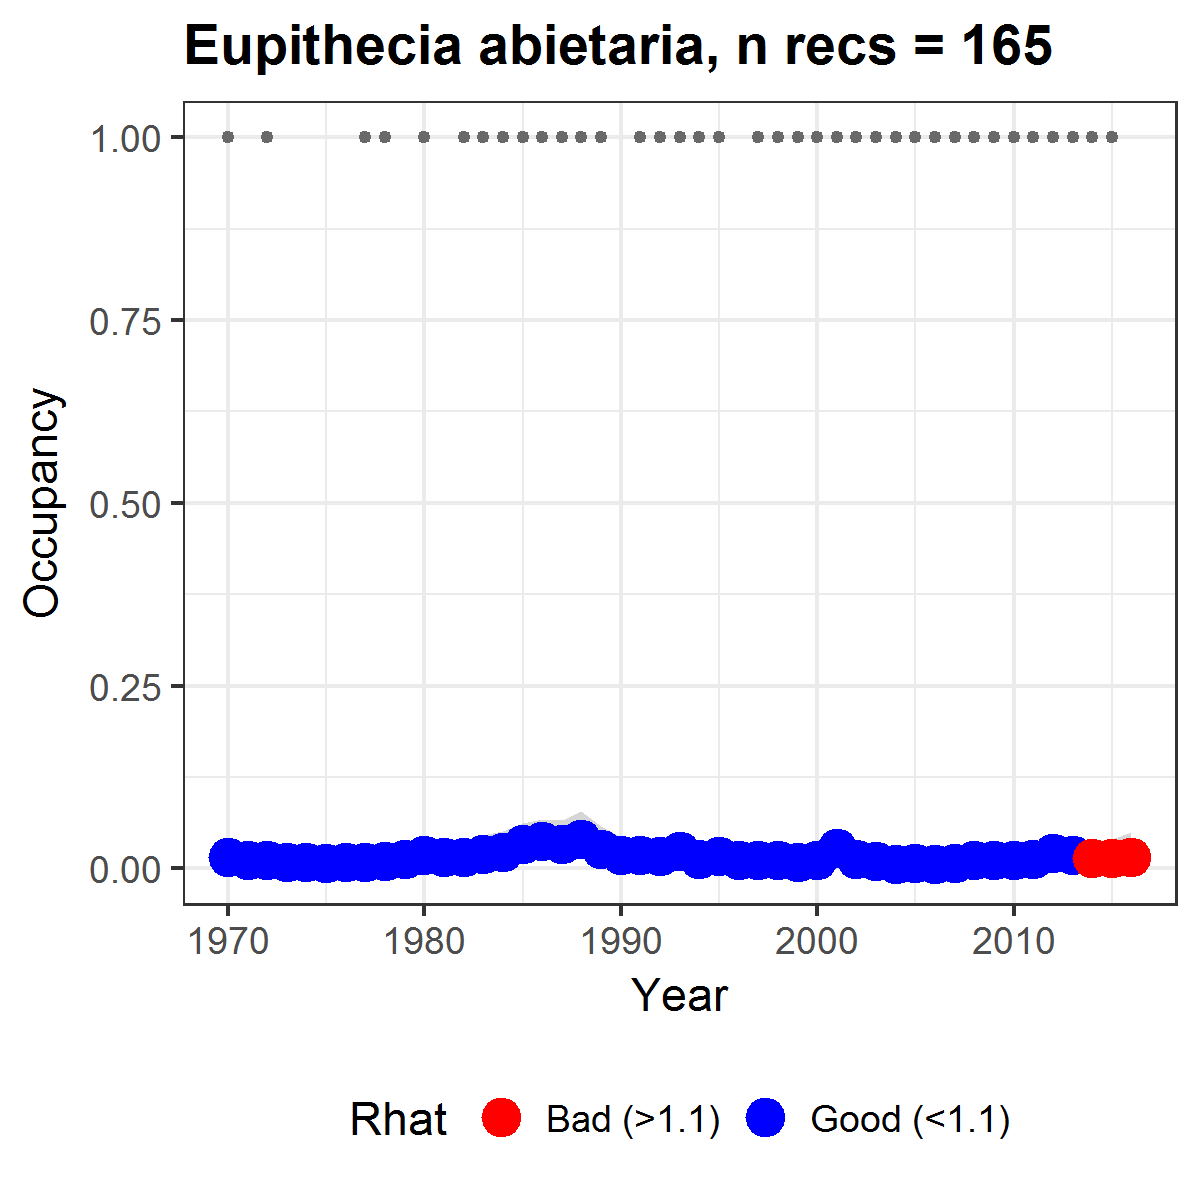 Eupithecia abietaria, n recs = 165
1.00
0.75
0.50
0.25
0.00
Occupancy
1970 1980 1990 2000 2010
Year
Rhat Bad (>1.1) Good (<1.1)